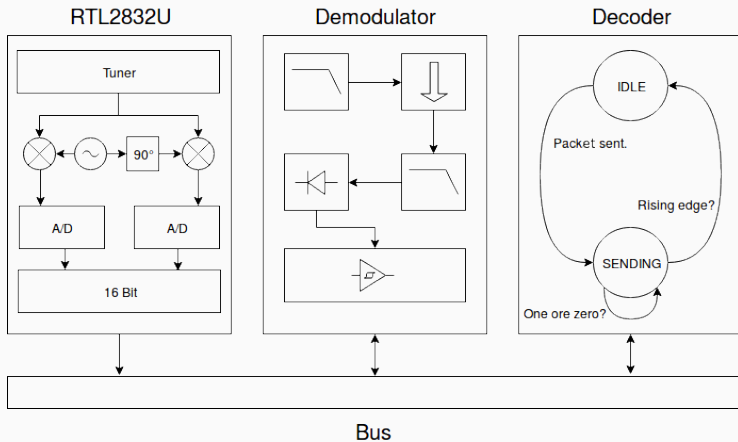 RTL2832U
Demodulator
Decoder
Tuner
90°
A/D
A/D
16 Bit
IDLE
Packet sent.
Rising edge?
SENDING
One ore zero?
Bus